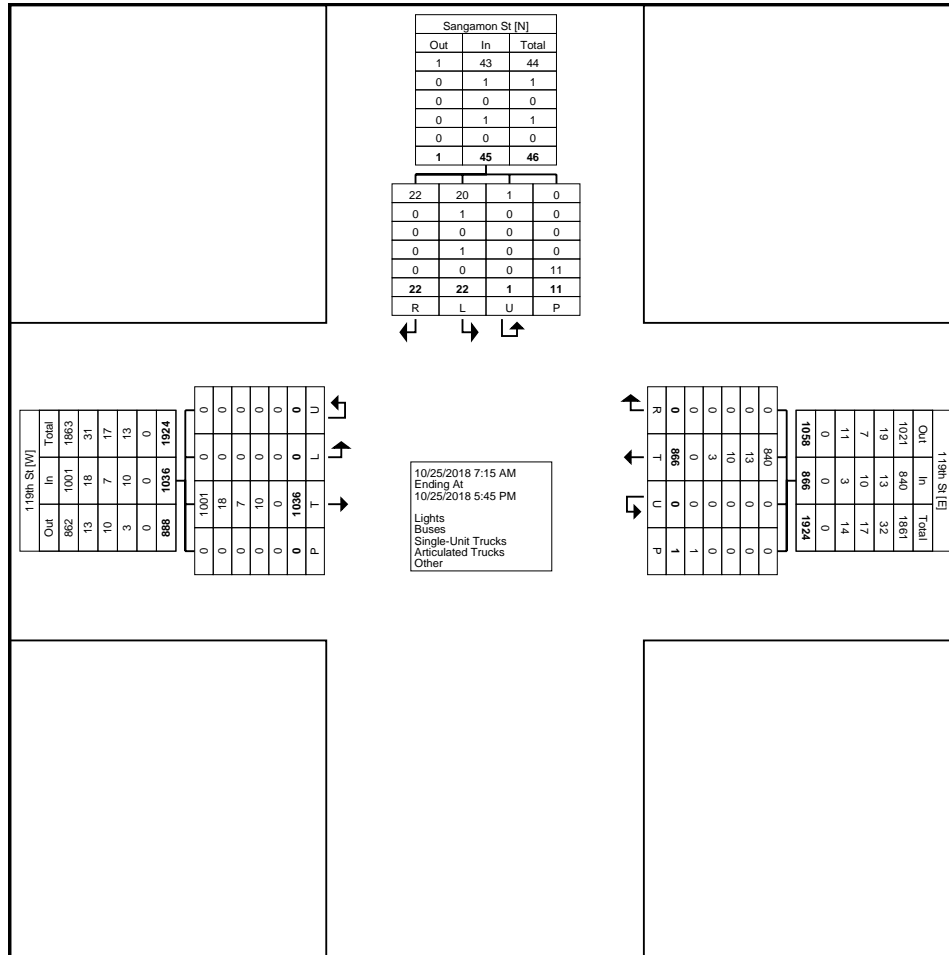 Sangamon St [N]
Out In Total
1 43 44
0 1 1
0 0 0
0 1 1
0 0 0
1 45 46
22 20 1 0
0 1 0 0
0 0 0 0
0 1 0 0
0 0 0 11
22 22 1 11
R L U P
119th St [W]
Total 1863 31 17 13 0 1924
In 1001 18 7 10 0 1036
Out 862 13 10 3 0 888
0 0 0 0 0 0 U
0 0 0 0 0 0 L
1001 18 7 10 0 1036 T
0 0 0 0 0 0 P
10/25/2018 7:15 AM
Ending At
10/25/2018 5:45 PM
Lights
Buses
Single-Unit Trucks
Articulated Trucks
Other
R 0 0 0 0 0 0
T 866 0 3 10 13 840
U 0 0 0 0 0 0
P 1 1 0 0 0 0
119th St [E]
Out 1021 19 7 11 0 1058
In 840 13 10 3 0 866
Total 1861 32 17 14 0 1924